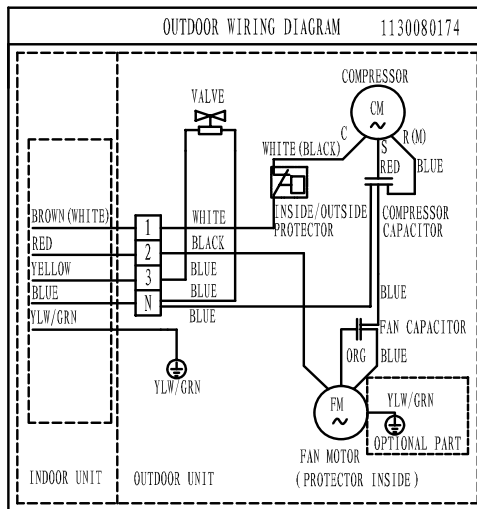 OUTDOOR WIRING DIAGRAM 1130080174
COMPRESSOR
VALVE
CM
C
S
R(M)
WHITE(BLACK)
RED
BLUE
BROWN(WHITE)
1
WHITE
INSIDE/OUTSIDE
PROTECTOR
COMPRESSOR
CAPACITOR
RED
2
BLACK
YELLOW
3
BLUE
BLUE
N
BLUE
BLUE
BLUE
YLW/GRN
FAN CAPACITOR
ORG
BLUE
YLW/GRN
FM
YLW/GRN
OPTIONAL PART
FAN MOTOR
(PROTECTOR INSIDE)
INDOOR UNIT
OUTDOOR UNIT